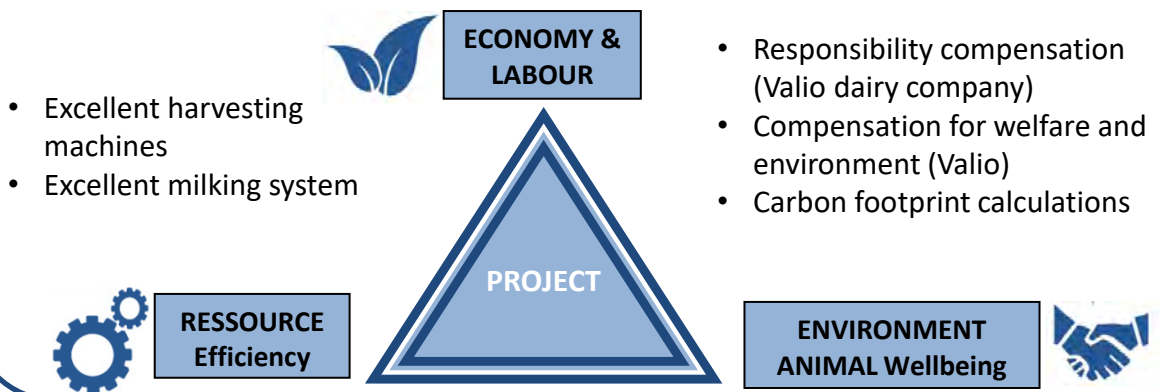 ECONOMY &
LABOUR
• Excellent harvesting
machines
• Excellent milking system
• Responsibility compensation
(Valio dairy company)
• Compensation for welfare and
environment (Valio)
• Carbon footprint calculations
PROJECT
RESSOURCE
Efficiency
ENVIRONMENT
ANIMAL Wellbeing